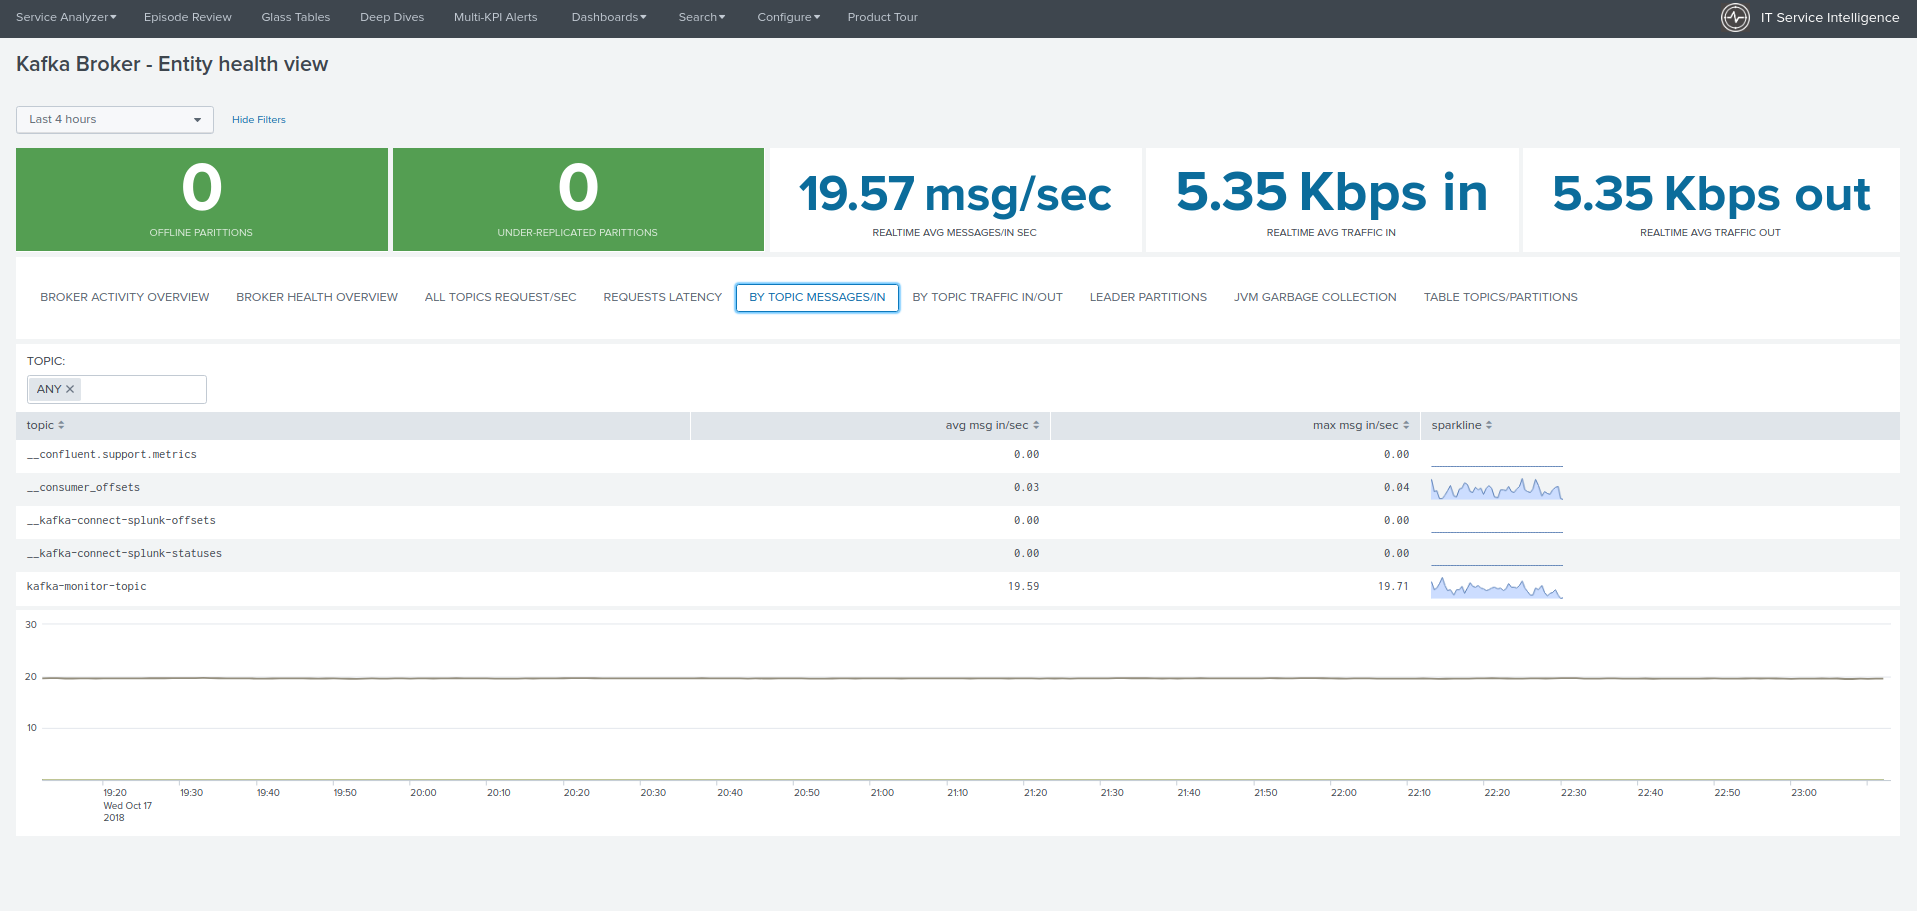 Service Analyzer Episode Review Glass Tables Deep Dives Multi-KPI Alerts Dashboards Search Configure Product Tour IT Service Intelligence
Kafka Broker - Entity health view
Last 4 hours Hide Filters
0 0 19.57 msg/sec 5.35 Kbps in 5.35 Kbps out
OFFLINE PARITTIONS UNDER-REPLICATED PARITTIONS REALTIME AVG MESSAGES/IN SEC REALTIME AVG TRAFFIC IN REALTIME AVG TRAFFIC OUT
BROKER ACTIVITY OVERVIEW BROKER HEALTH OVERVIEW ALL TOPICS REQUEST/SEC REQUESTS LATENCY BY TOPIC MESSAGES/IN BY TOPIC TRAFFIC IN/OUT LEADER PARTITIONS JVM GARBAGE COLLECTION TABLE TOPICS/PARTITIONS
TOPIC:
ANY ✕
topic avg msg in/sec max msg in/sec sparkline
__confluent.support.metrics 0.00 0.00
__consumer_offsets 0.03 0.04
__kafka-connect-splunk-offsets 0.00 0.00
__kafka-connect-splunk-statuses 0.00 0.00
kafka-monitor-topic 19.59 19.71
30
20
10
19:20 19:30 19:40 19:50 20:00 20:10 20:20 20:30 20:40 20:50 21:00 21:10 21:20 21:30 21:40 21:50 22:00 22:10 22:20 22:30 22:40 22:50 23:00
Wed Oct 17
2018